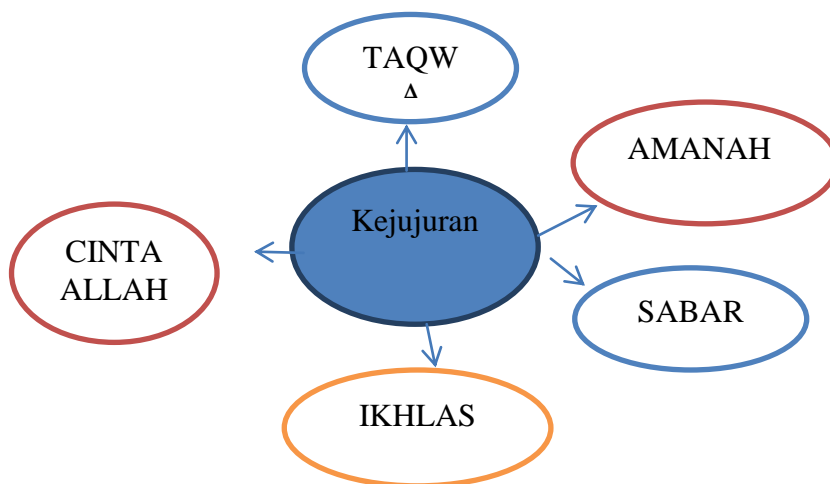 TAQW
A
AMANAH
Kejujuran
CINTA
ALLAH
SABAR
IKHLAS